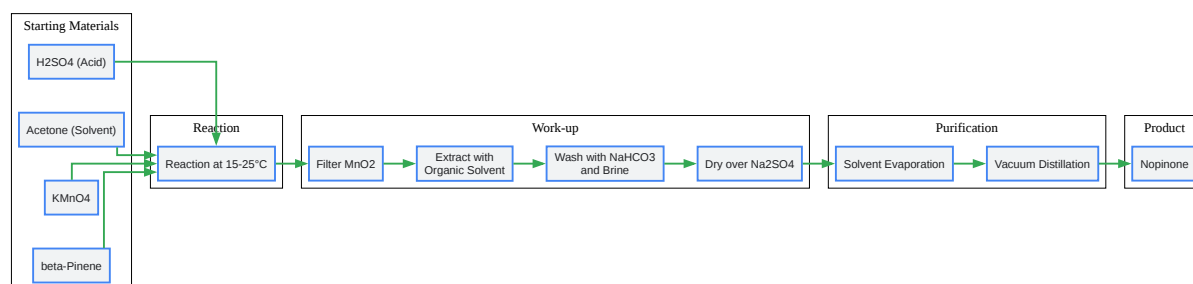 Starting Materials
H2SO4 (Acid)
Acetone (Solvent)
KMnO4
beta-Pinene
Reaction
Reaction at 15-25°C
Work-up
Filter MnO2
Extract with
Organic Solvent
Wash with NaHCO3
and Brine
Dry over Na2SO4
Purification
Solvent Evaporation
Vacuum Distillation
Product
Nopinone